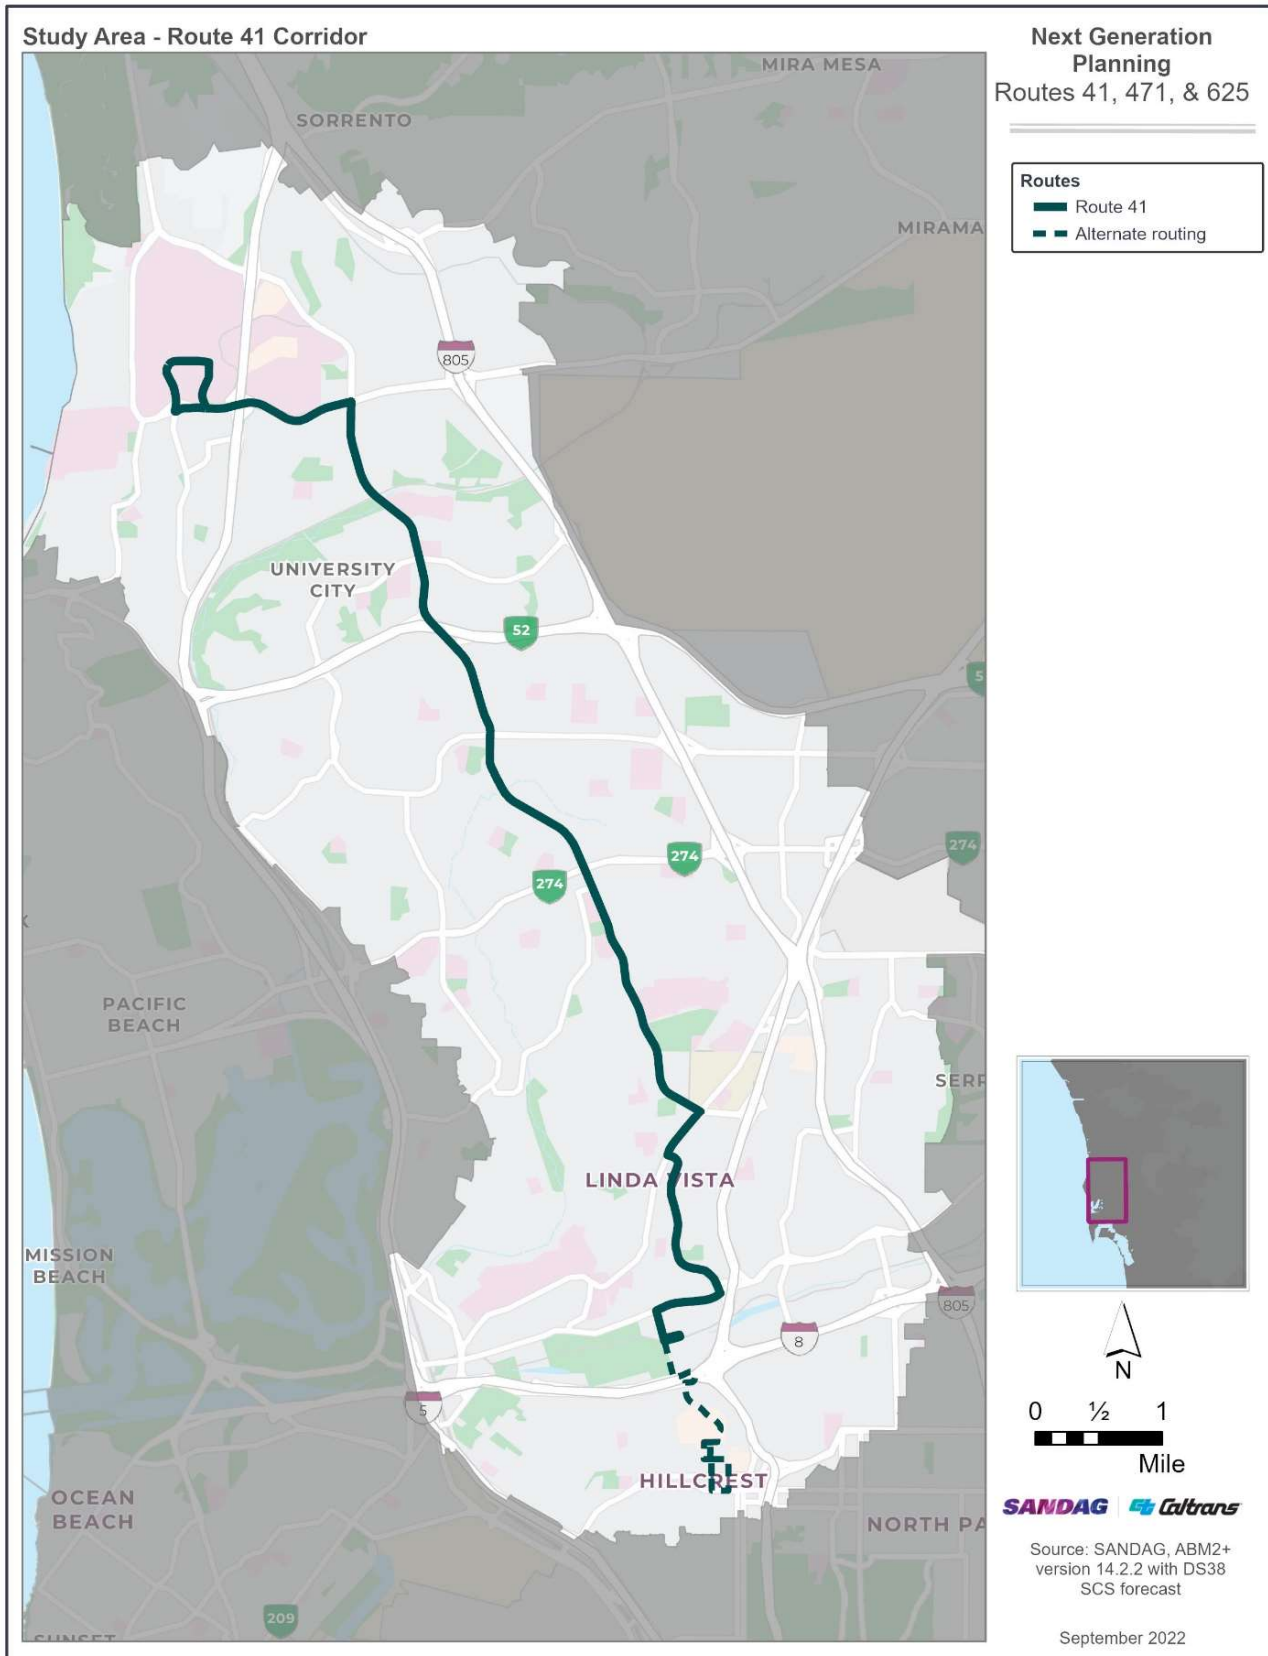 Study Area - Route 41 Corridor
Next Generation
Planning
Routes 41, 471, & 625
Routes
Route 41
Alternate routing
MIRA MESA
SORRENTO
MIRAMA
805
UNIVERSITY
CITY
52
5
274
274
274
PACIFIC
BEACH
SERR
LINDA VISTA
MISSION
BEACH
805
8
5
HILLCREST
OCEAN
BEACH
NORTH PA
209
SUNSET
N
0 ½ 1
Mile
SANDAG Caltrans
Source: SANDAG, ABM2+
version 14.2.2 with DS38
SCS forecast
September 2022